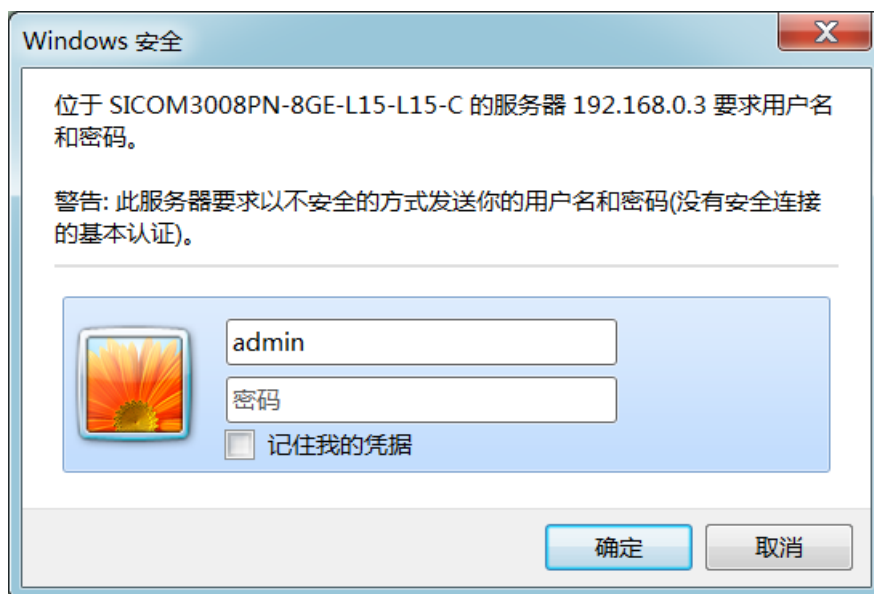 Windows 安全
位于 SICOM3008PN-8GE-L15-L15-C 的服务器 192.168.0.3 要求用户名
和密码。
警告: 此服务器要求以不安全的方式发送你的用户名和密码(没有安全连接
的基本认证)。
admin
密码
记住我的凭据
确定
取消